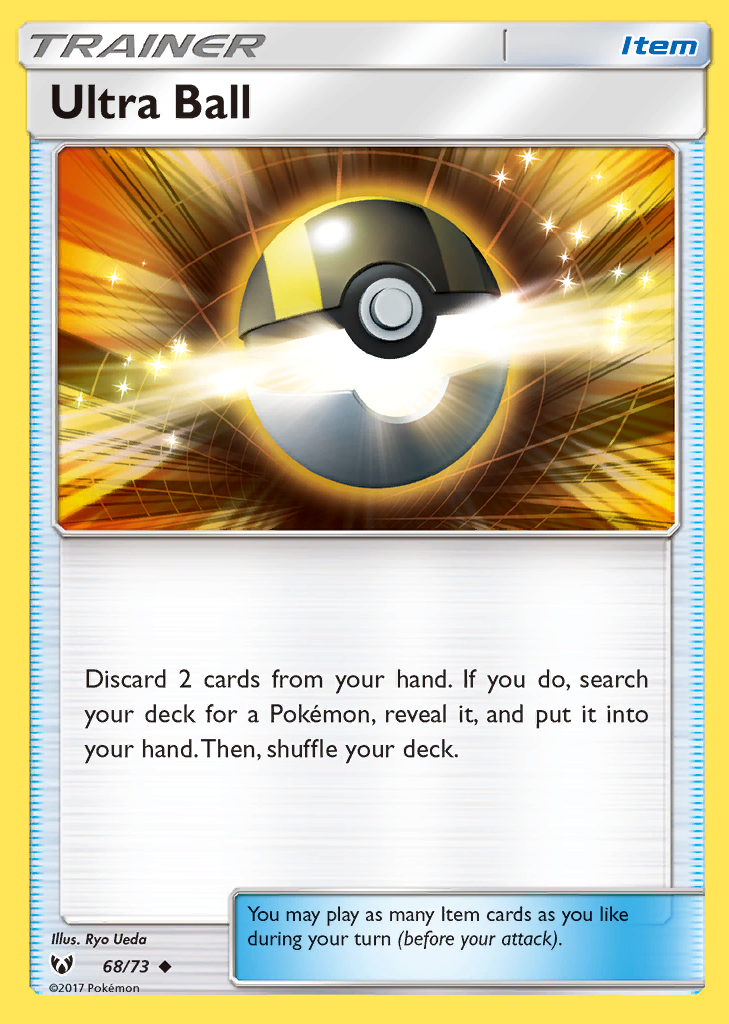 TRAINER Item
Ultra Ball
Discard 2 cards from your hand. If you do, search
your deck for a Pokémon, reveal it, and put it into
your hand. Then, shuffle your deck.
You may play as many Item cards as you like
during your turn (before your attack).
Illus. Ryo Ueda
68/73 ◆
©2017 Pokémon